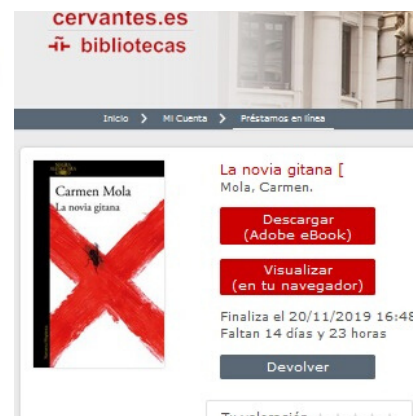 cervantes.es
bibliotecas
Inicio
Mi Cuenta
Préstamos en línea
Carmen Mola
La novia gitana
La novia gitana [
Mola, Carmen.
Descargar
(Adobe eBook)
Visualizar
(en tu navegador)
Finaliza el 20/11/2019 16:48
Faltan 14 días y 23 horas
Devolver
Tu valoración